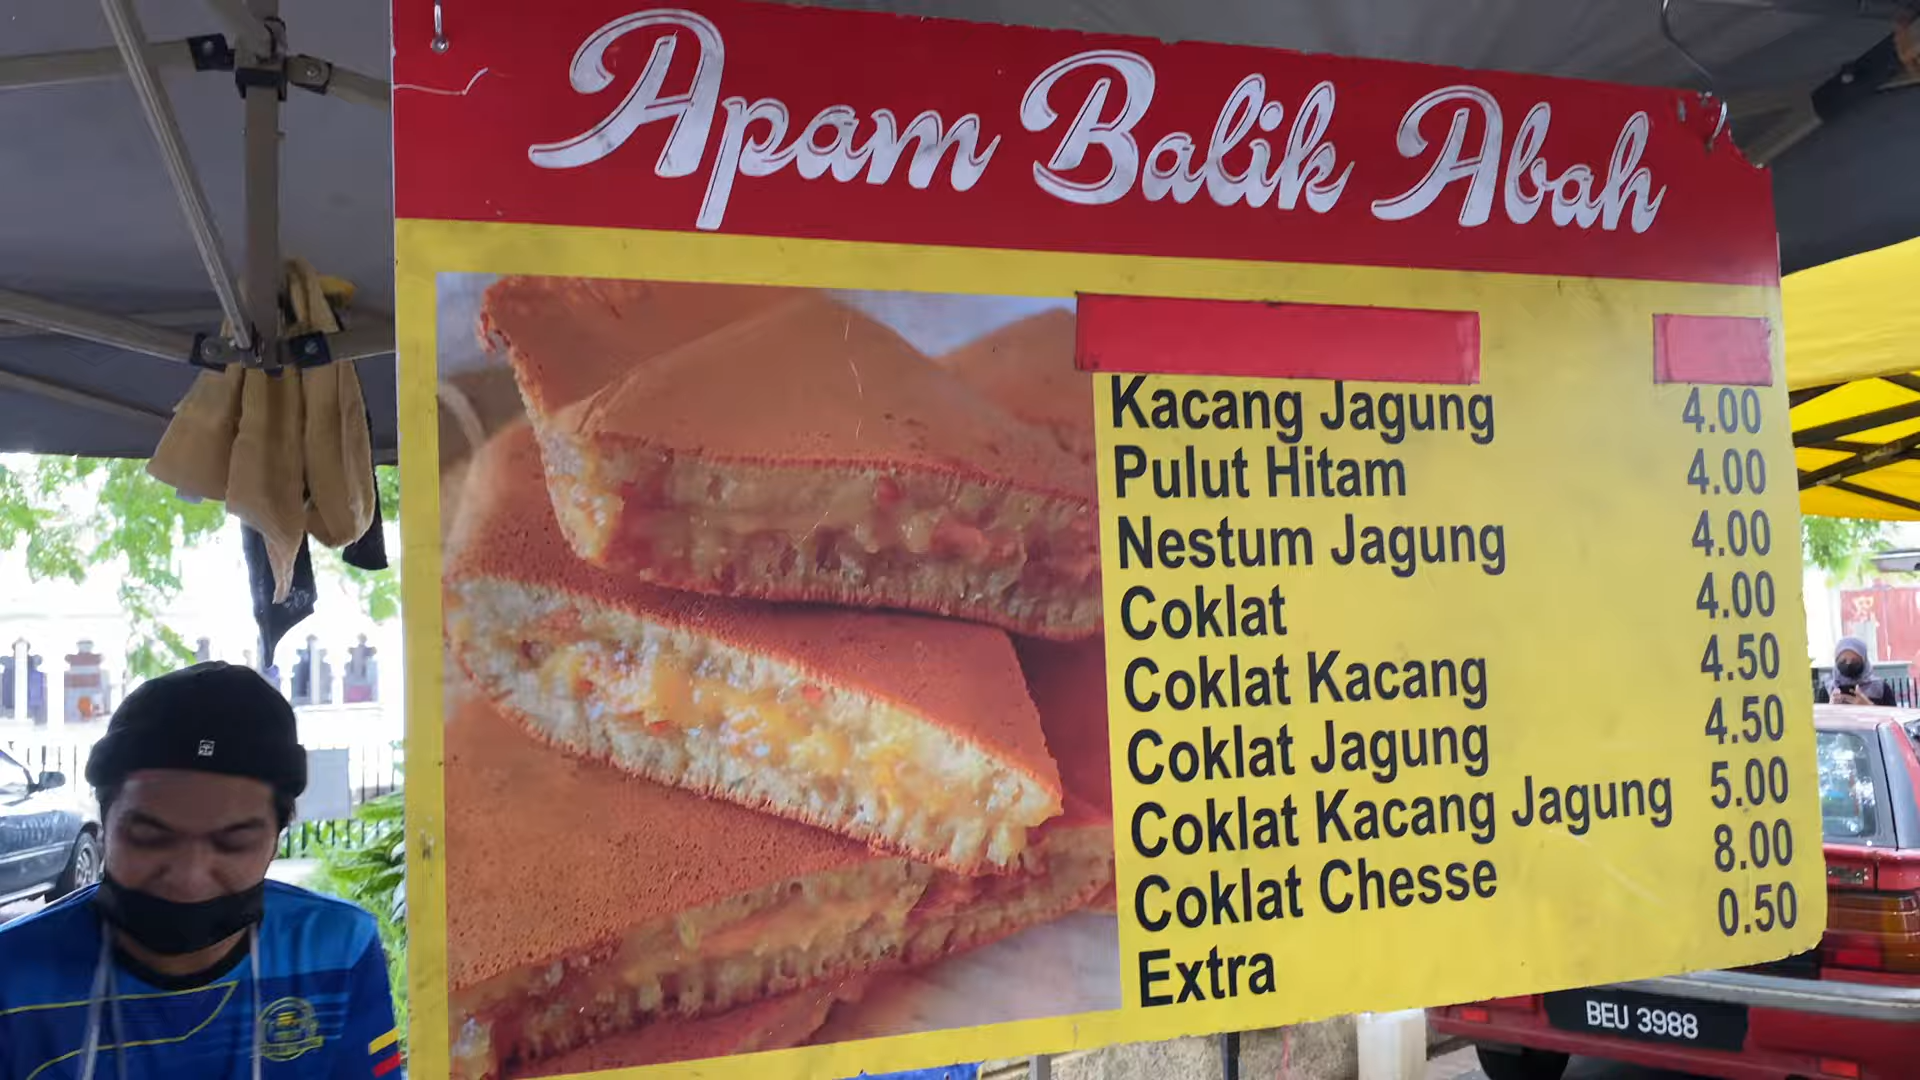 Apam Balik Abah
Kacang Jagung 4.00
Pulut Hitam 4.00
Nestum Jagung 4.00
Coklat 4.00
Coklat Kacang 4.50
Coklat Jagung 4.50
Coklat Kacang Jagung 5.00
Coklat Chesse 8.00
Extra 0.50
BEU 3988